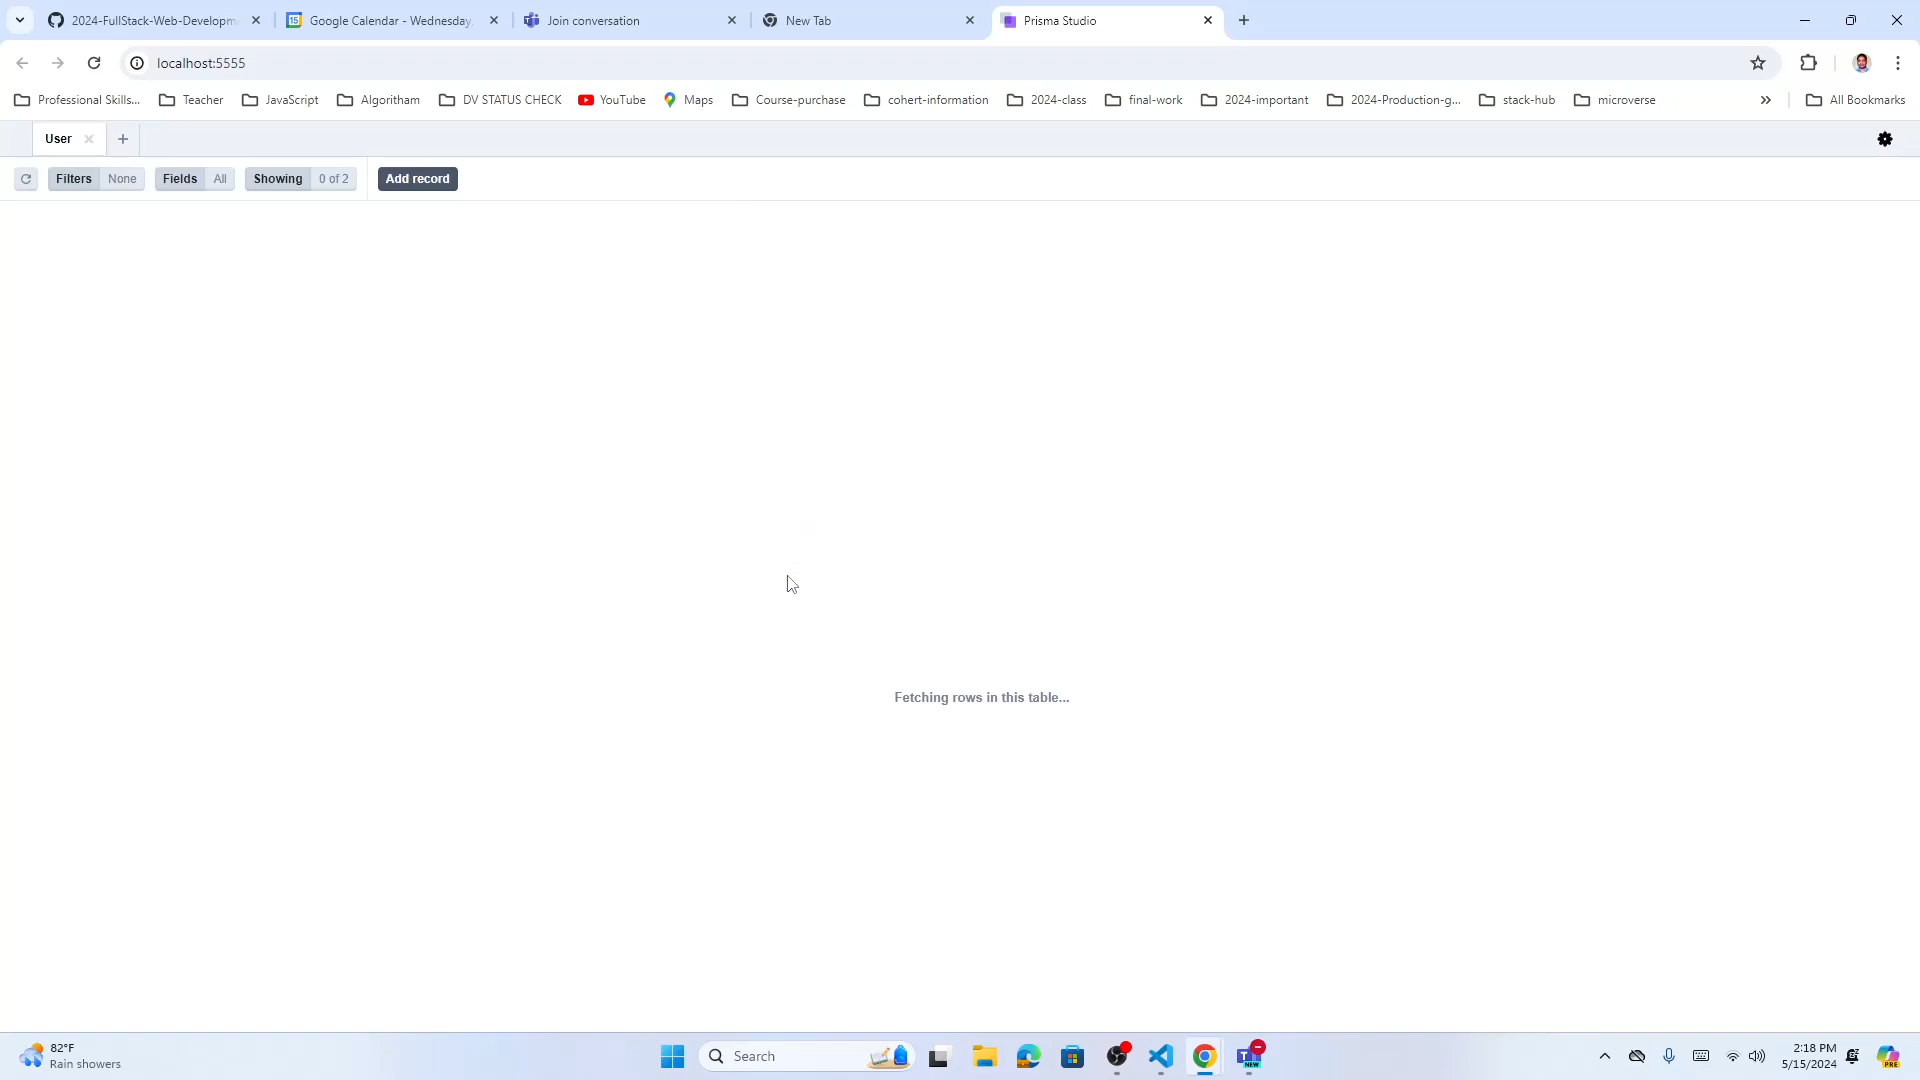 2024-FullStack-Web-Developm
Google Calendar - Wednesday,
Join conversation
New Tab
Prisma Studio
localhost:5555
Professional Skills...
Teacher
JavaScript
Algoritham
DV STATUS CHECK
YouTube
Maps
Course-purchase
cohert-information
2024-class
final-work
2024-important
2024-Production-g...
stack-hub
microverse
All Bookmarks
User
Filters None
Fields All
Showing 0 of 2
Add record
Fetching rows in this table...
82°F
Rain showers
Search
NEW
2:18 PM
5/15/2024
PRE